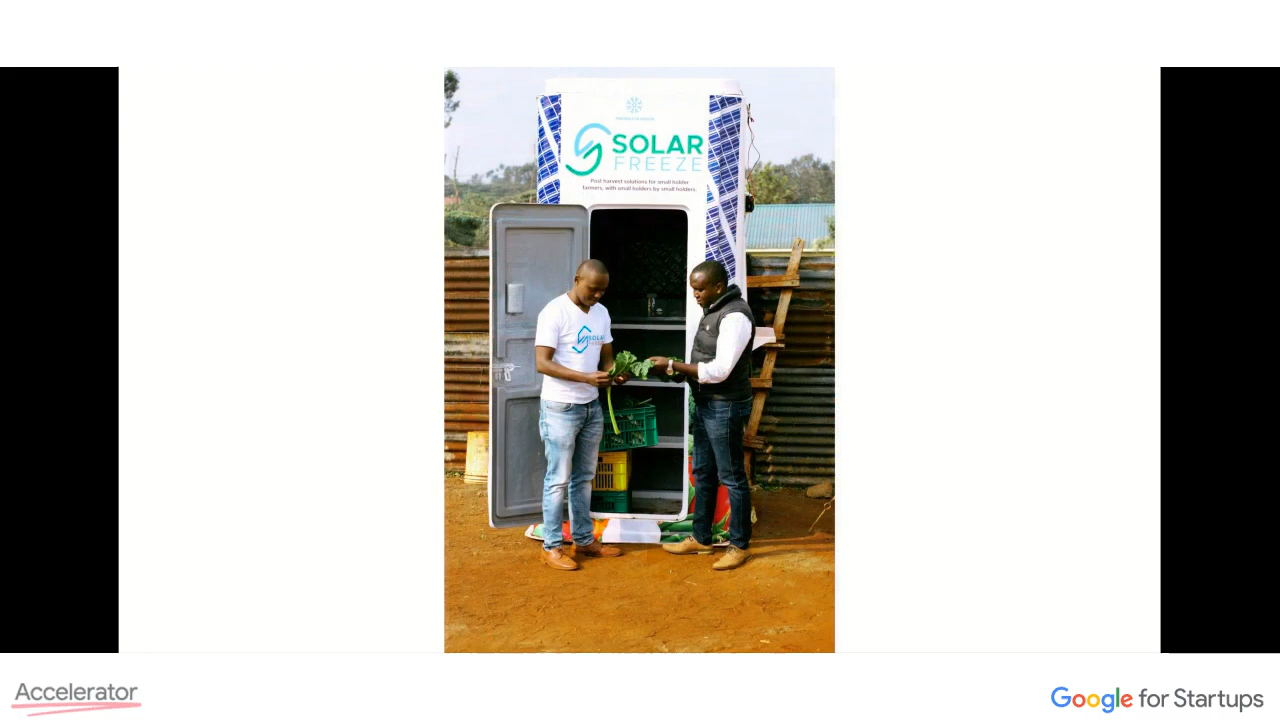 SOLAR
FREEZE
Post harvest solutions for small holder
farmers, with small holders by small holders.
SOLAR
FREEZE
Accelerator
Google for Startups